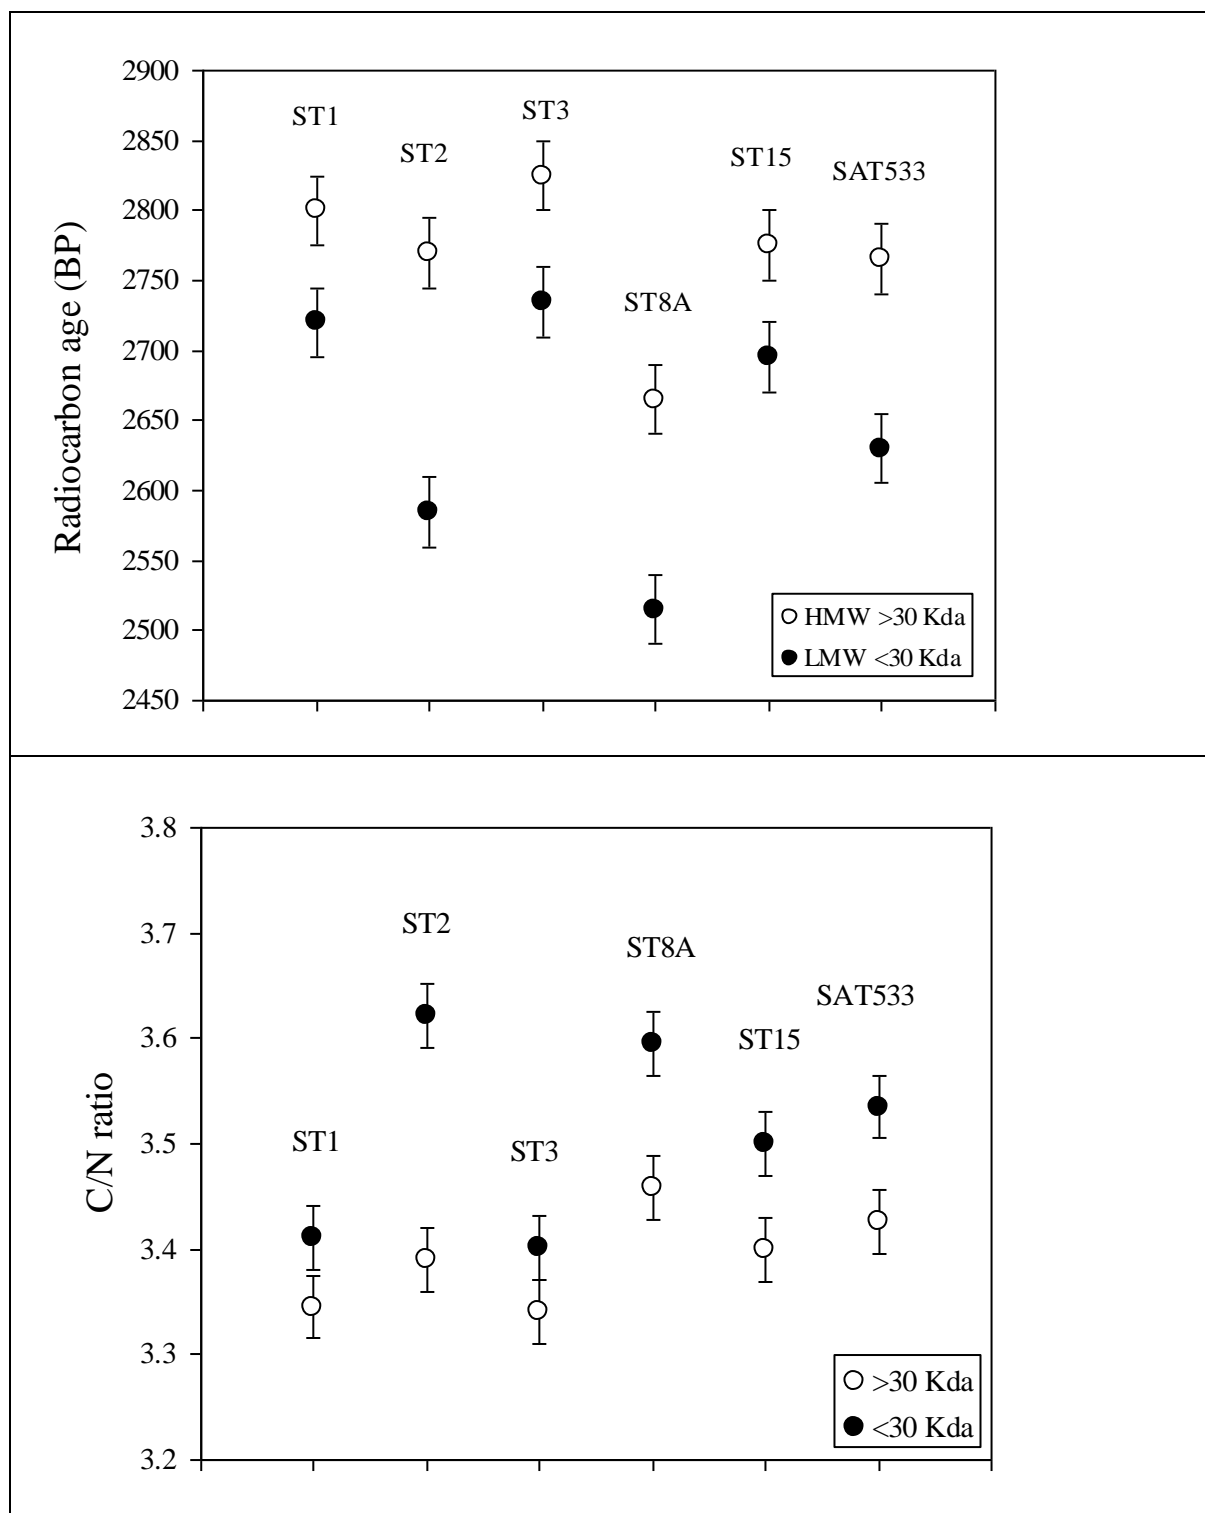 2900
2850
2800
2750
2700
2650
2600
2550
2500
2450
Radiocarbon age (BP)
ST1
ST2
ST3
ST8A
ST15
SAT533
HMW >30 Kda
LMW <30 Kda
3.8
3.7
3.6
3.5
3.4
3.3
3.2
C/N ratio
ST1
ST2
ST3
ST8A
ST15
SAT533
>30 Kda
<30 Kda